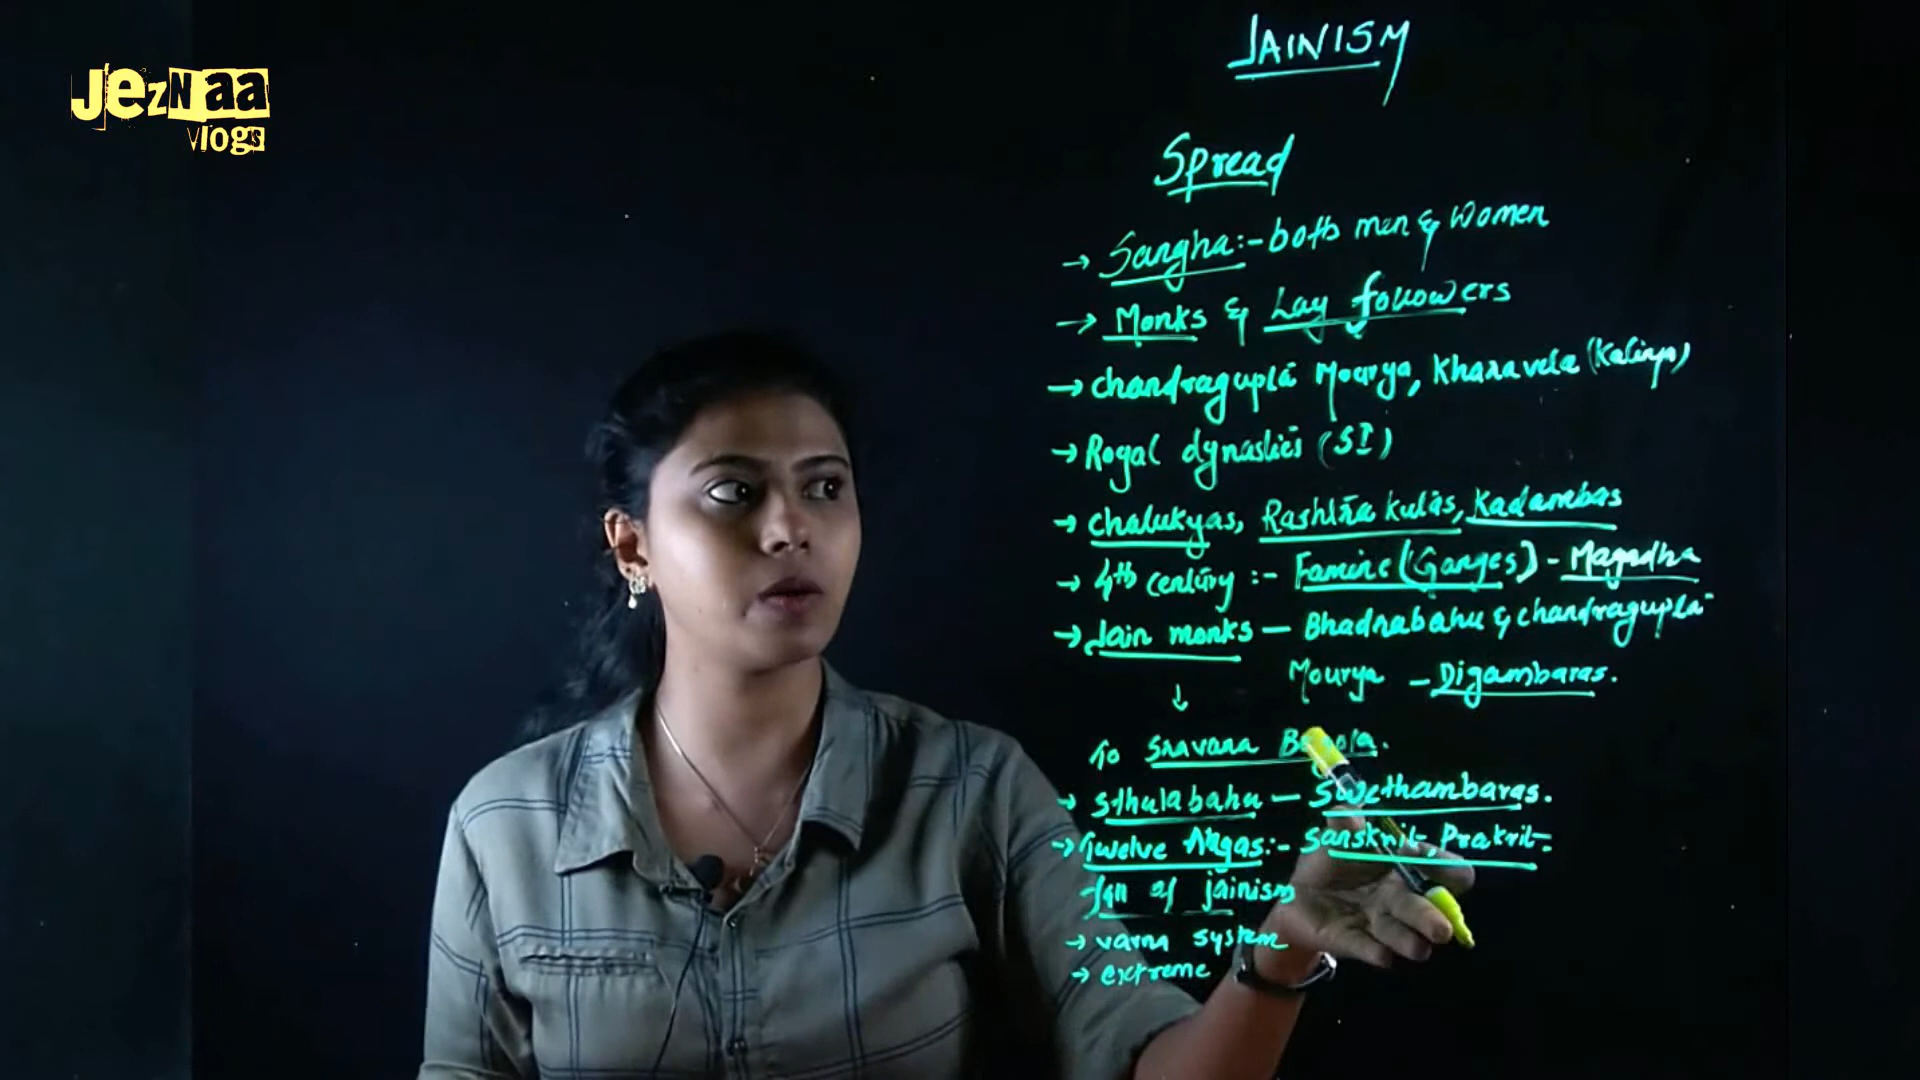 JEZNAA
vlogs
JAINISM
Spread
→ Sangha:- both men & women
→ Monks & Lay followers
→ Chandragupta Mourya, Kharavela (Kalinga)
→ Royal dynasties (SI)
→ Chalukyas, Rashtra kutas, Kadambas
→ 4th century :- Famine (Ganges) - Magadha
→ Jain monks — Bhadrabahu & Chandragupta
Mourya - Digambaras.
↓
To Sravana
→ Sthulabahu — Swethambaras.
→ Twelve Angas:- Sanskrit, Prakrit:
fall of jainism
→ varna system
→ extreme